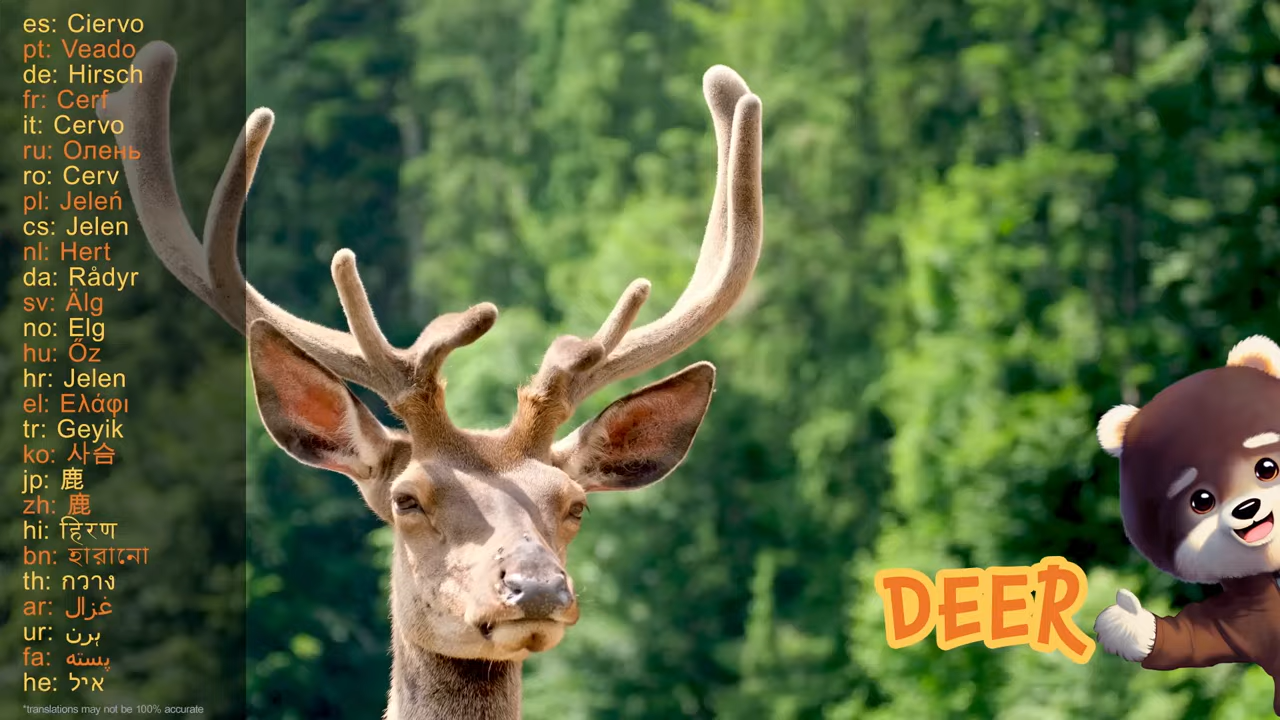 es: Ciervo
pt: Veado
de: Hirsch
fr: Cerf
it: Cervo
ru: Олень
ro: Cerv
pl: Jeleń
cs: Jelen
nl: Hert
da: Rådyr
sv: Älg
no: Elg
hu: Őz
hr: Jelen
el: Ελάφι
tr: Geyik
ko: 사슴
jp: 鹿
zh: 鹿
hi: हिरण
bn: হারানো
th: กวาง
ar: غزال
ur: ہرن
fa: پسته
he: איל
*translations may not be 100% accurate
DEER